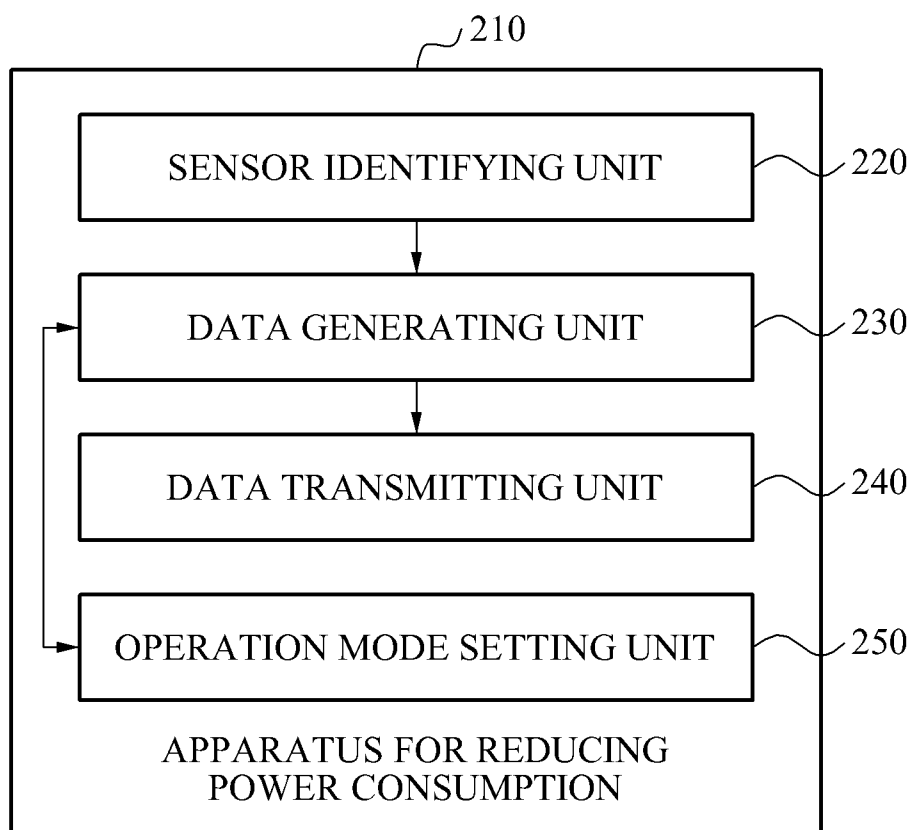 210
SENSOR IDENTIFYING UNIT
220
DATA GENERATING UNIT
230
DATA TRANSMITTING UNIT
240
OPERATION MODE SETTING UNIT
250
APPARATUS FOR REDUCING
POWER CONSUMPTION